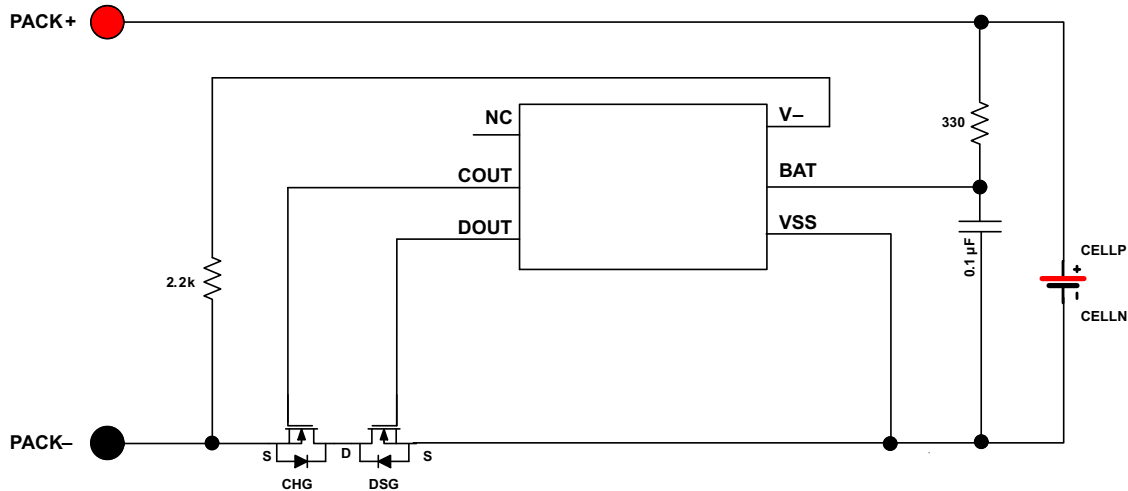 PACK+
NC
V–
330
COUT
BAT
DOUT
VSS
0.1 µF
CELLP
+
2.2k
-
CELLN
PACK–
S
D
S
CHG
DSG